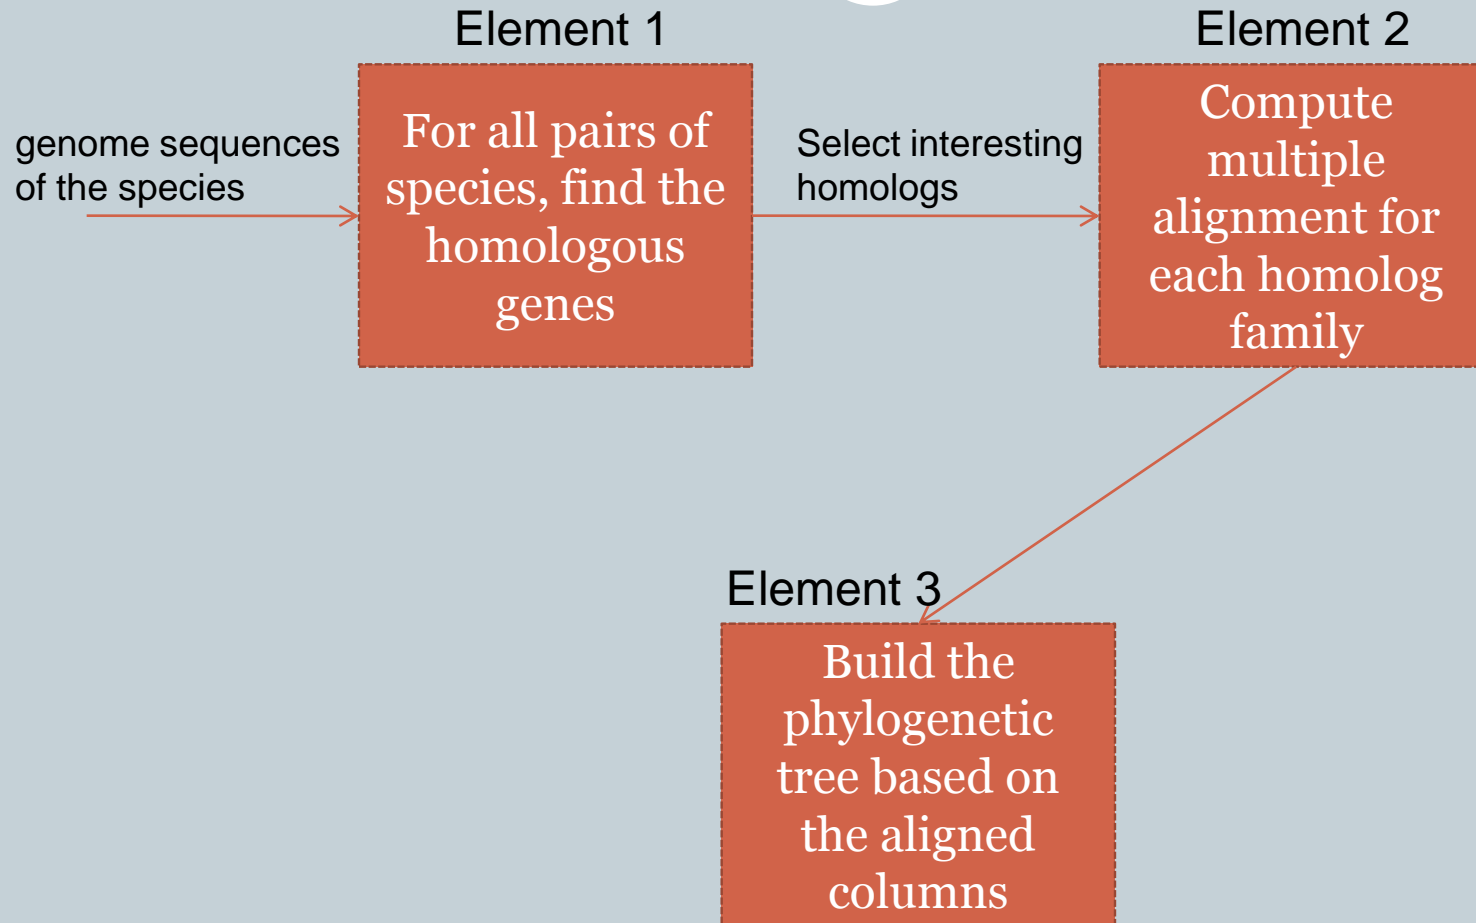 Element 1
genome sequences
of the species
For all pairs of
species, find the
homologous
genes
Select interesting
homologs
Element 2
Compute
multiple
alignment for
each homolog
family
Element 3
Build the
phylogenetic
tree based on
the aligned
columns